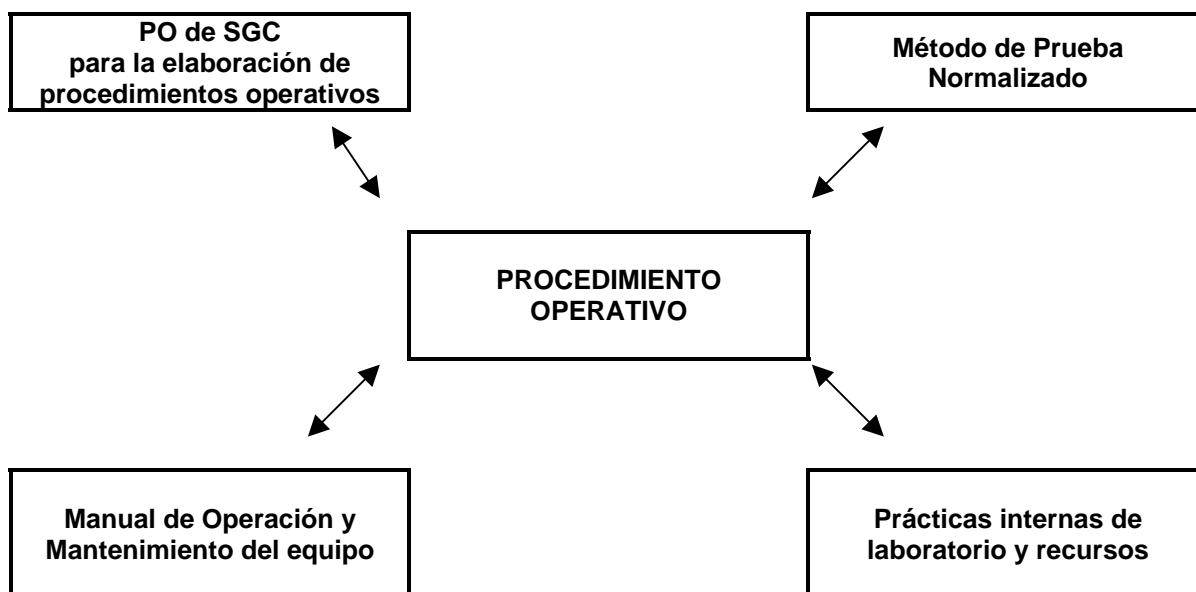 PO de SGC
para la elaboración de
procedimientos operativos
Método de Prueba
Normalizado
PROCEDIMIENTO
OPERATIVO
Manual de Operación y
Mantenimiento del equipo
Prácticas internas de
laboratorio y recursos